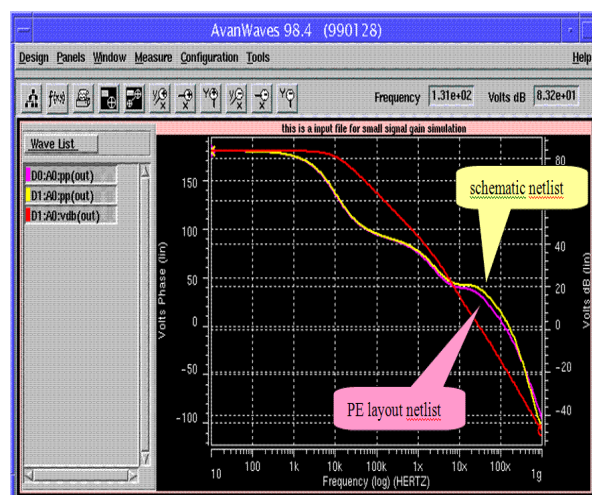 AvanWaves 98.4 (990128)
Design Panels Window Measure Configuration Tools Help
Frequency 1.31e+02 Volts dB 8.32e+01
this is a input file for small signal gain simulation
Wave List
D0:A0:pp(out)
D1:A0:pp(out)
D1:A0:vdb(out)
Volts Phase (lin)
150
100
50
0
-50
-100
80
40
20
0
-20
-40
Volts dB (lin)
schematic netlist
PE layout netlist
10 100 1k 10k 100k 1x 10x 100x 1g
Frequency (log) (HERTZ)